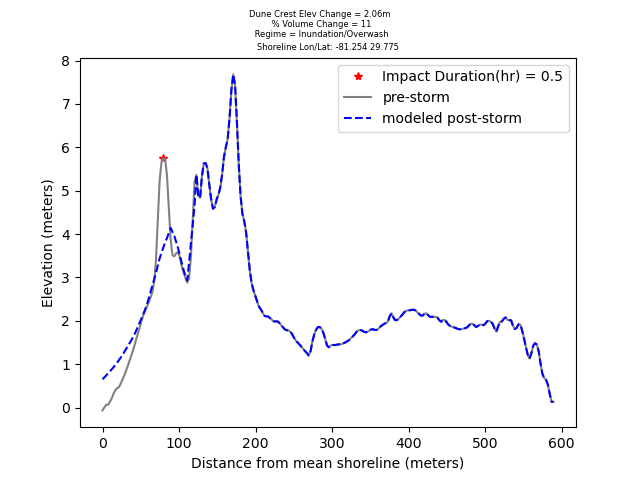 Dune Crest Elev Change = 2.06m
% Volume Change = 11
Regime = Inundation/Overwash
Shoreline Lon/Lat: -81.254 29.775
Impact Duration(hr) = 0.5
pre-storm
modeled post-storm
8
7
6
5
4
3
2
1
0
Elevation (meters)
0 100 200 300 400 500 600
Distance from mean shoreline (meters)